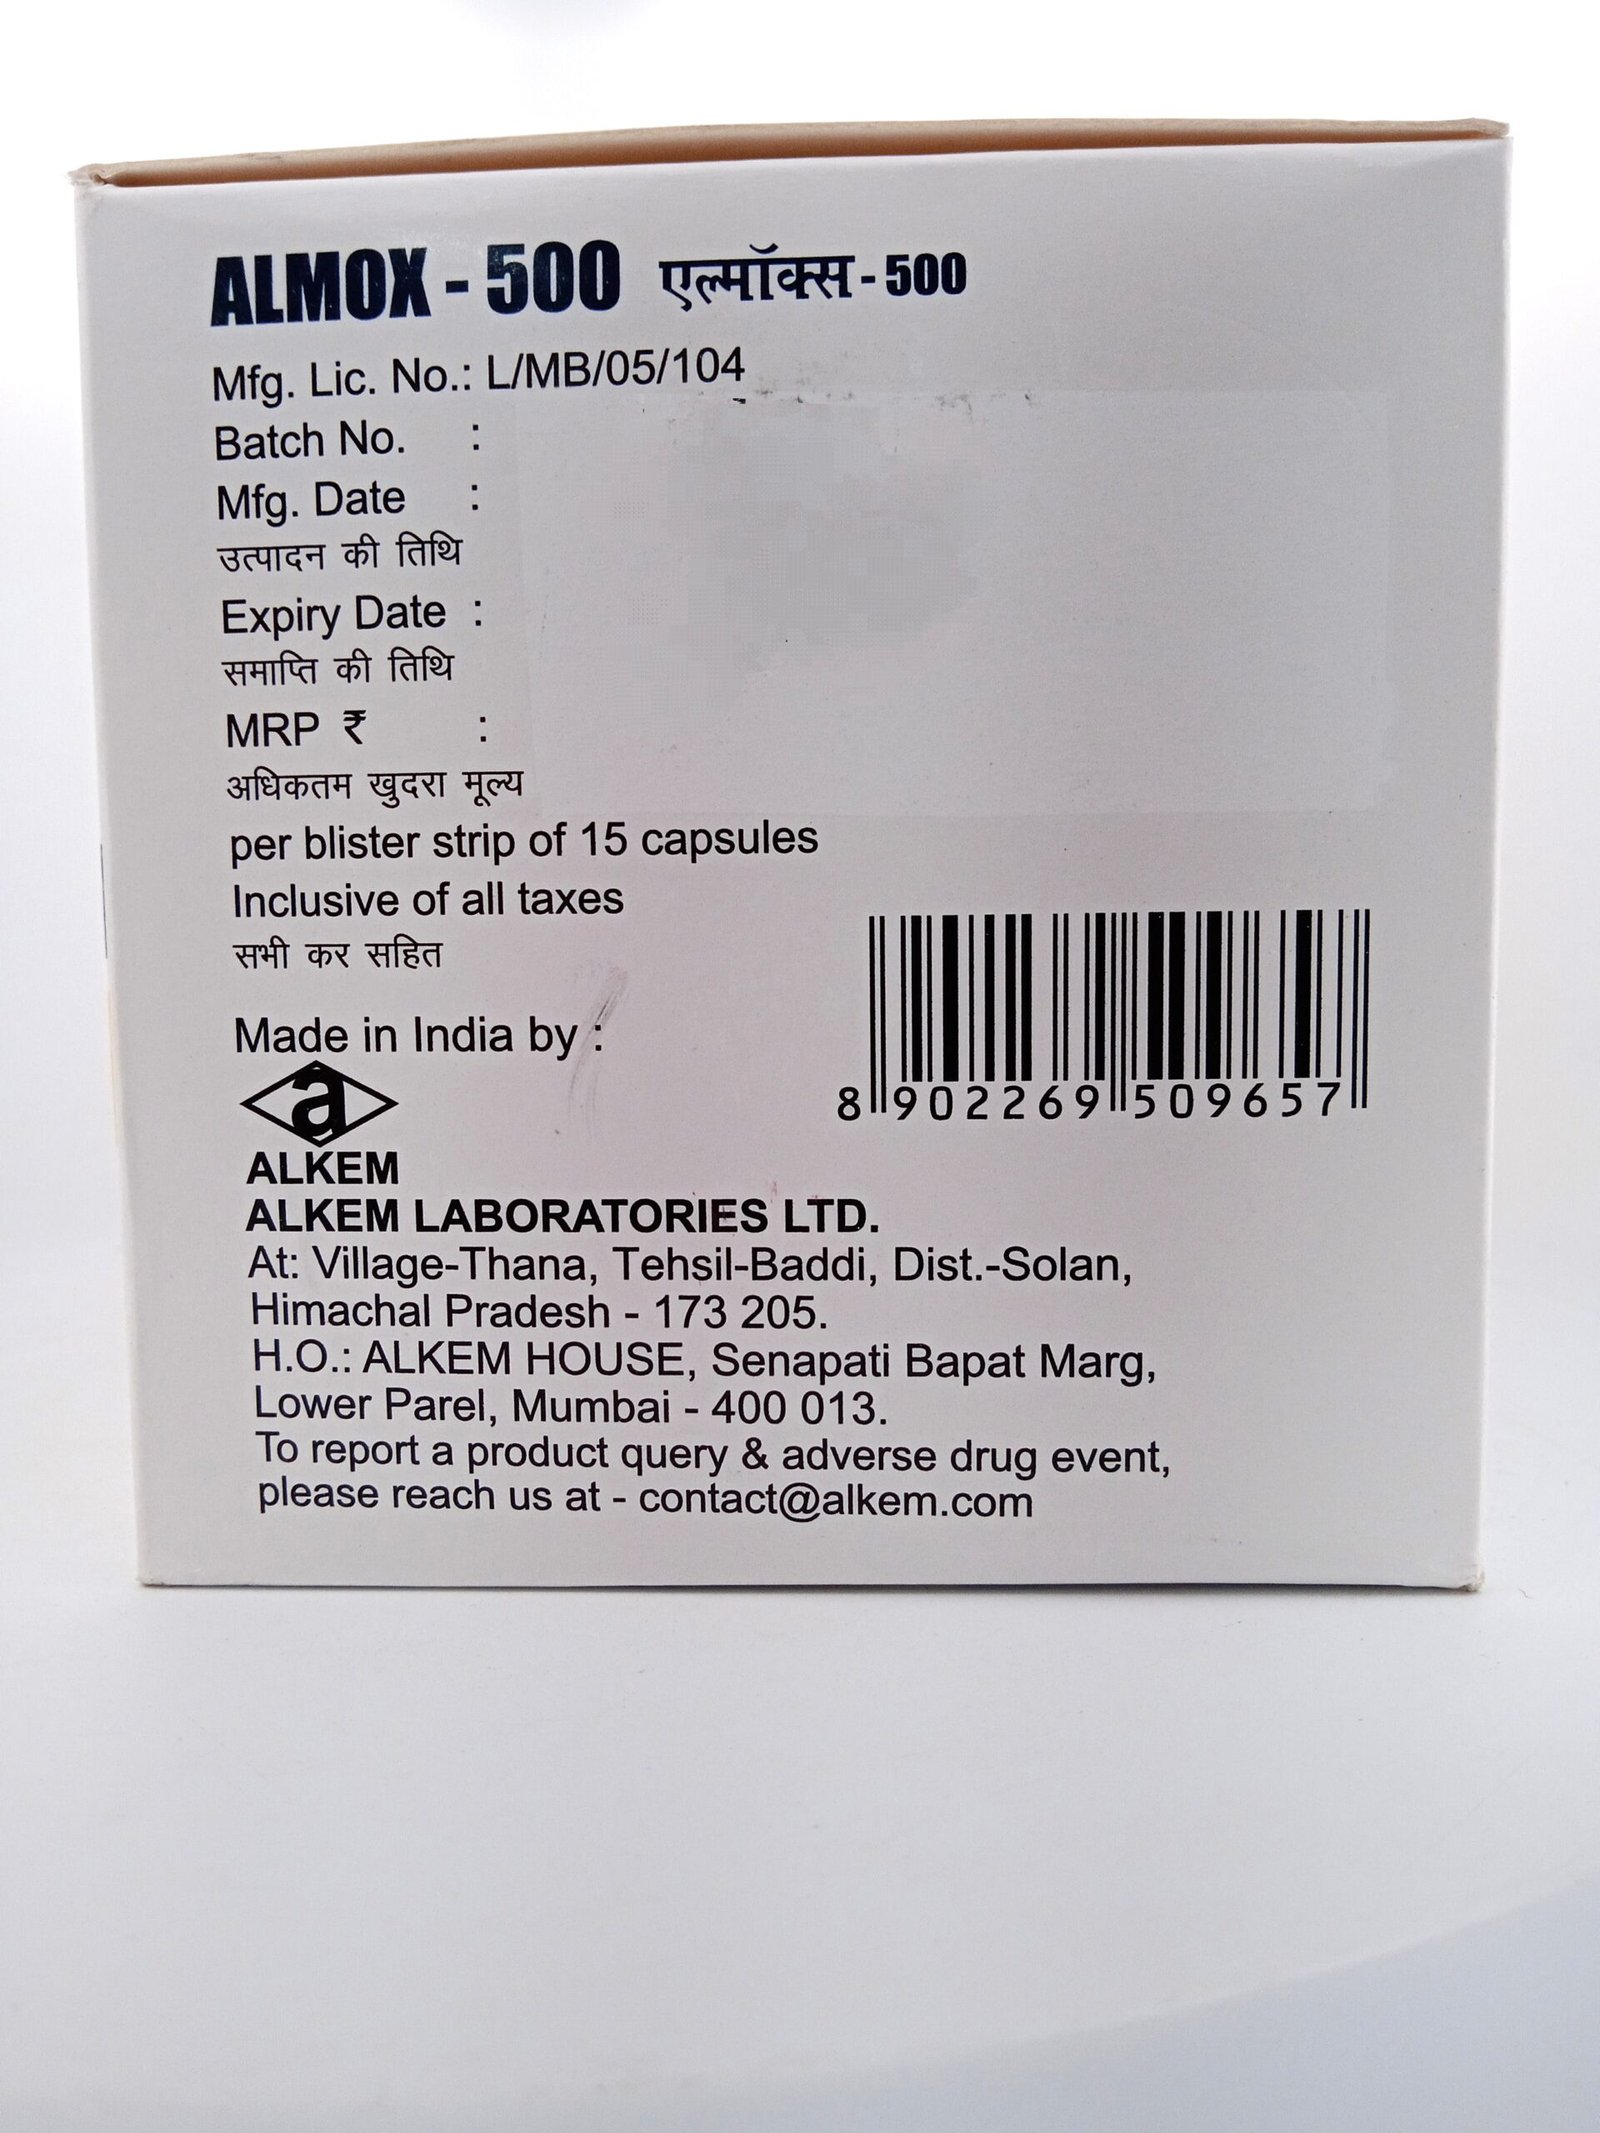 ALMOX - 500 एल्मॉक्स - 500
Mfg. Lic. No.: L/MB/05/104
Batch No. :
Mfg. Date :
उत्पादन की तिथि
Expiry Date :
समाप्ति की तिथि
MRP ₹ :
अधिकतम खुदरा मूल्य
per blister strip of 15 capsules
Inclusive of all taxes
सभी कर सहित
Made in India by :
a
ALKEM
8 902269 509657
ALKEM LABORATORIES LTD.
At: Village-Thana, Tehsil-Baddi, Dist.-Solan,
Himachal Pradesh - 173 205.
H.O.: ALKEM HOUSE, Senapati Bapat Marg,
Lower Parel, Mumbai - 400 013.
To report a product query & adverse drug event,
please reach us at - contact@alkem.com